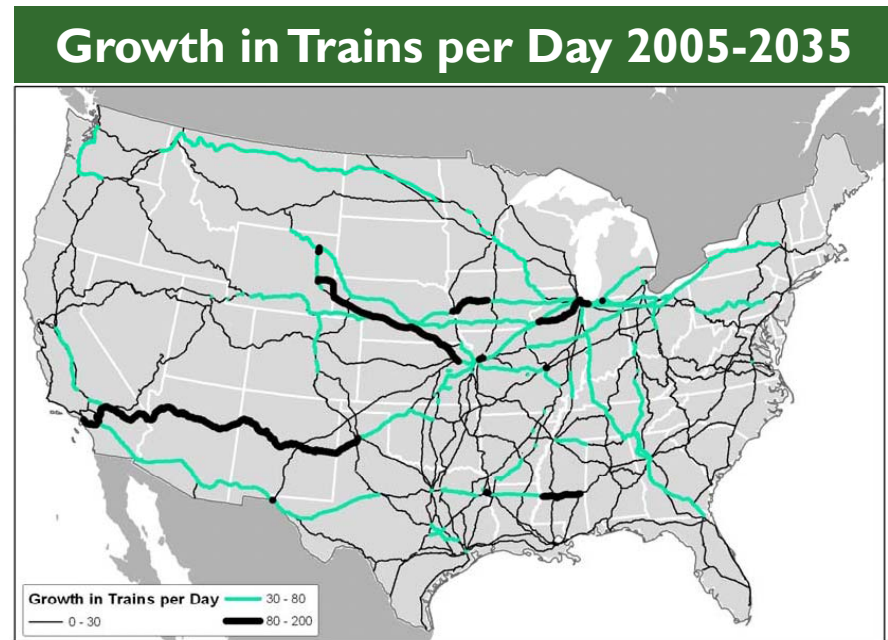 Growth in Trains per Day 2005-2035
Growth in Trains per Day
30 - 80
0 - 30
80 - 200